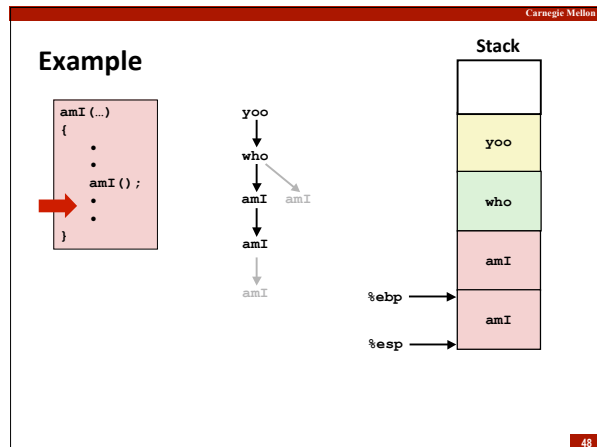 Carnegie Mellon
Example
amI(…)
{
•
•
amI();
•
•
}
yoo
who
amI amI
amI
amI
Stack
yoo
who
amI
amI
%ebp
%esp
48